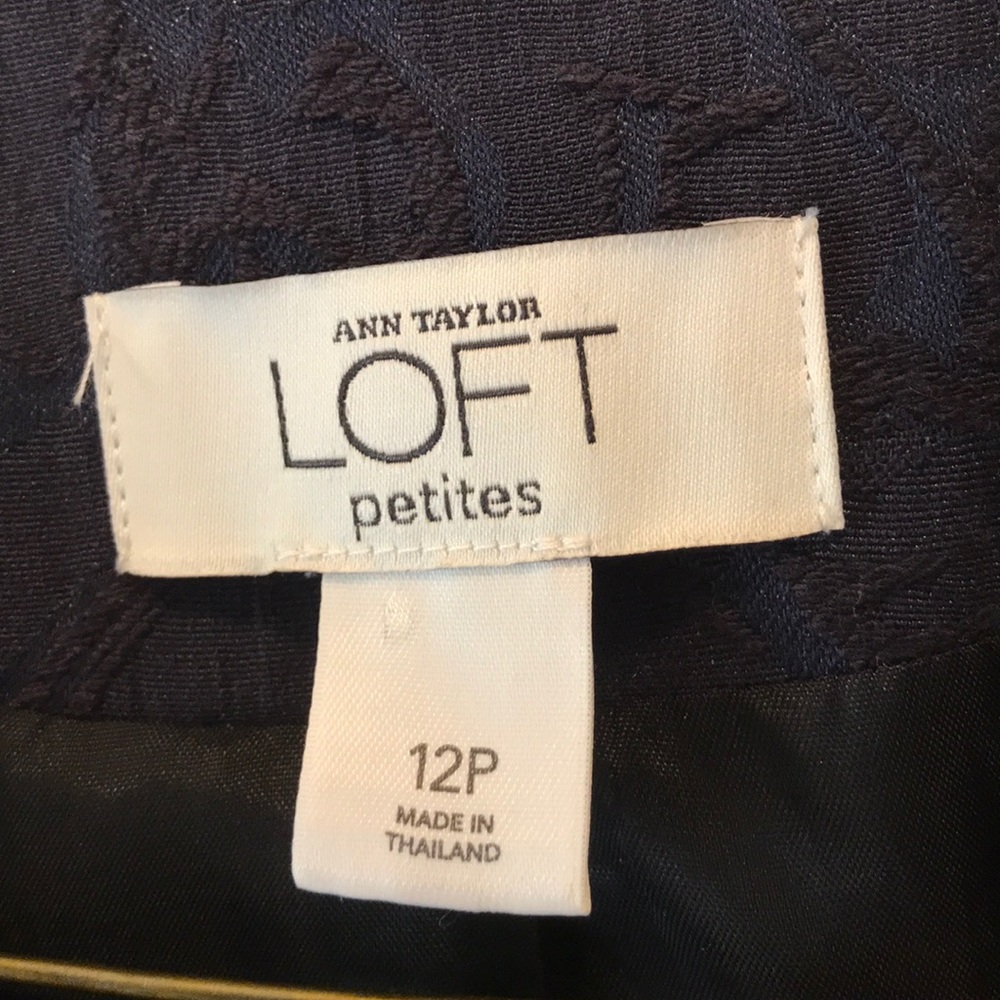 ANN TAYLOR
LOFT
petites
12P
MADE IN
THAILAND